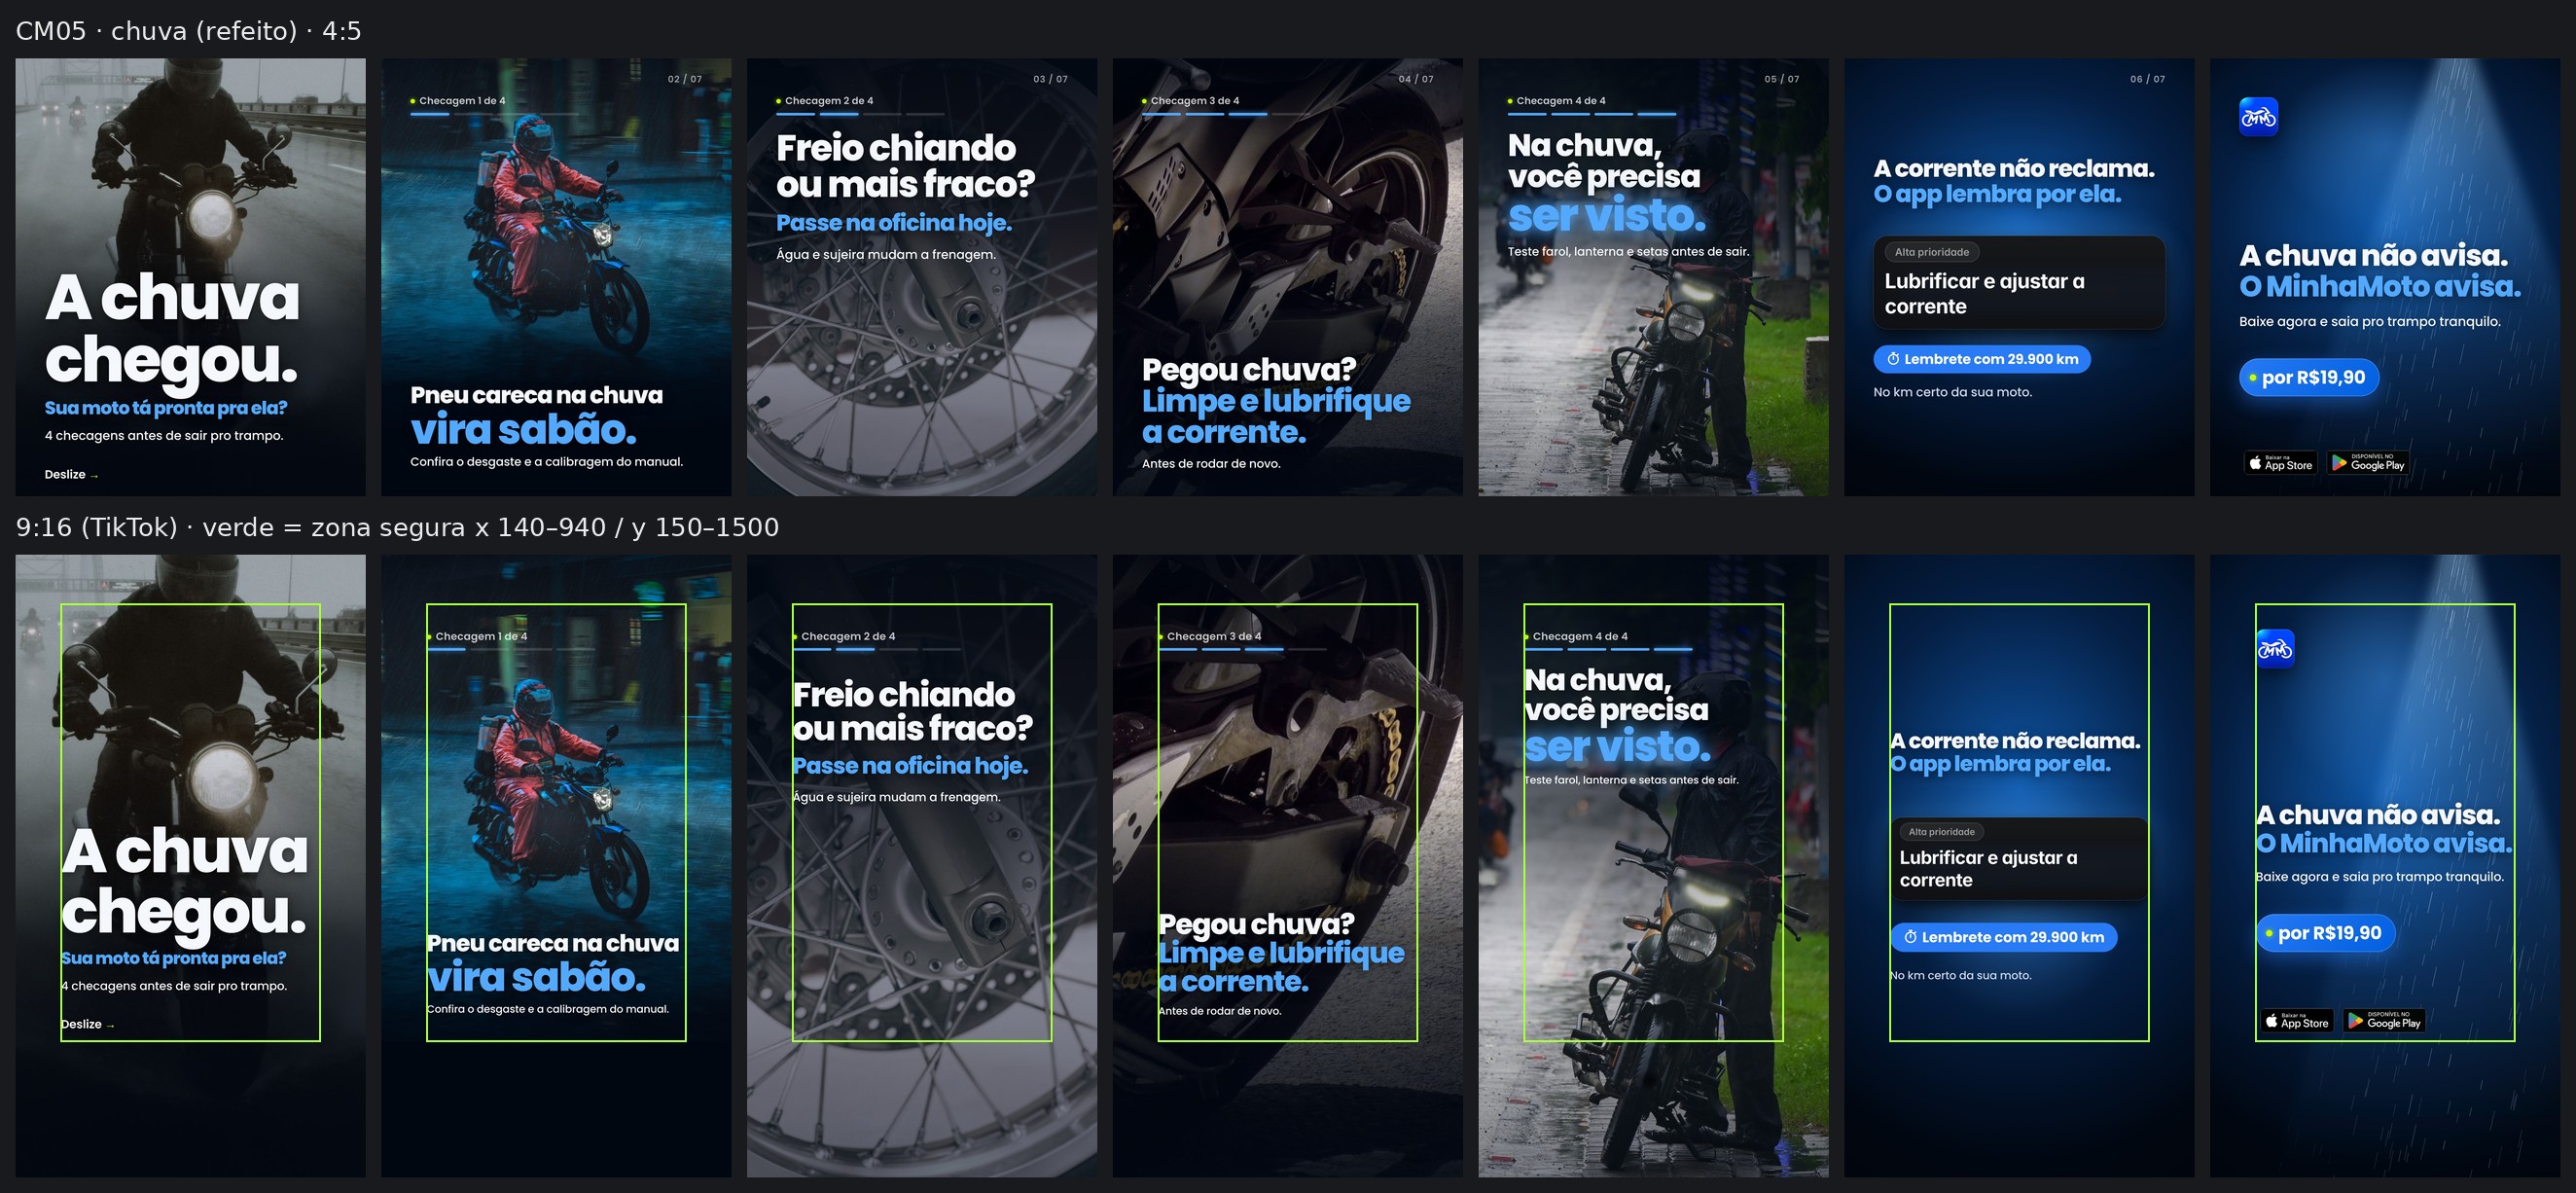 CM05 · chuva (refeito) · 4:5
A chuva
chegou.
Sua moto tá pronta pra ela?
4 checagens antes de sair pro trampo.
Deslize →
02 / 07
Checagem 1 de 4
Pneu careca na chuva
vira sabão.
Confira o desgaste e a calibragem do manual.
03 / 07
Checagem 2 de 4
Freio chiando
ou mais fraco?
Passe na oficina hoje.
Água e sujeira mudam a frenagem.
04 / 07
Checagem 3 de 4
Pegou chuva?
Limpe e lubrifique
a corrente.
Antes de rodar de novo.
05 / 07
Checagem 4 de 4
Na chuva,
você precisa
ser visto.
Teste farol, lanterna e setas antes de sair.
06 / 07
A corrente não reclama.
O app lembra por ela.
Alta prioridade
Lubrificar e ajustar a
corrente
Lembrete com 29.900 km
No km certo da sua moto.
MM
A chuva não avisa.
O MinhaMoto avisa.
Baixe agora e saia pro trampo tranquilo.
por R$19,90
Baixar na
App Store
DISPONÍVEL NO
Google Play
9:16 (TikTok) · verde = zona segura x 140–940 / y 150–1500
A chuva
chegou.
Sua moto tá pronta pra ela?
4 checagens antes de sair pro trampo.
Deslize →
Checagem 1 de 4
Pneu careca na chuva
vira sabão.
Confira o desgaste e a calibragem do manual.
Checagem 2 de 4
Freio chiando
ou mais fraco?
Passe na oficina hoje.
Água e sujeira mudam a frenagem.
Checagem 3 de 4
Pegou chuva?
Limpe e lubrifique
a corrente.
Antes de rodar de novo.
Checagem 4 de 4
Na chuva,
você precisa
ser visto.
Teste farol, lanterna e setas antes de sair.
A corrente não reclama.
O app lembra por ela.
Alta prioridade
Lubrificar e ajustar a
corrente
Lembrete com 29.900 km
No km certo da sua moto.
MM
A chuva não avisa.
O MinhaMoto avisa.
Baixe agora e saia pro trampo tranquilo.
por R$19,90
Baixar na
App Store
DISPONÍVEL NO
Google Play